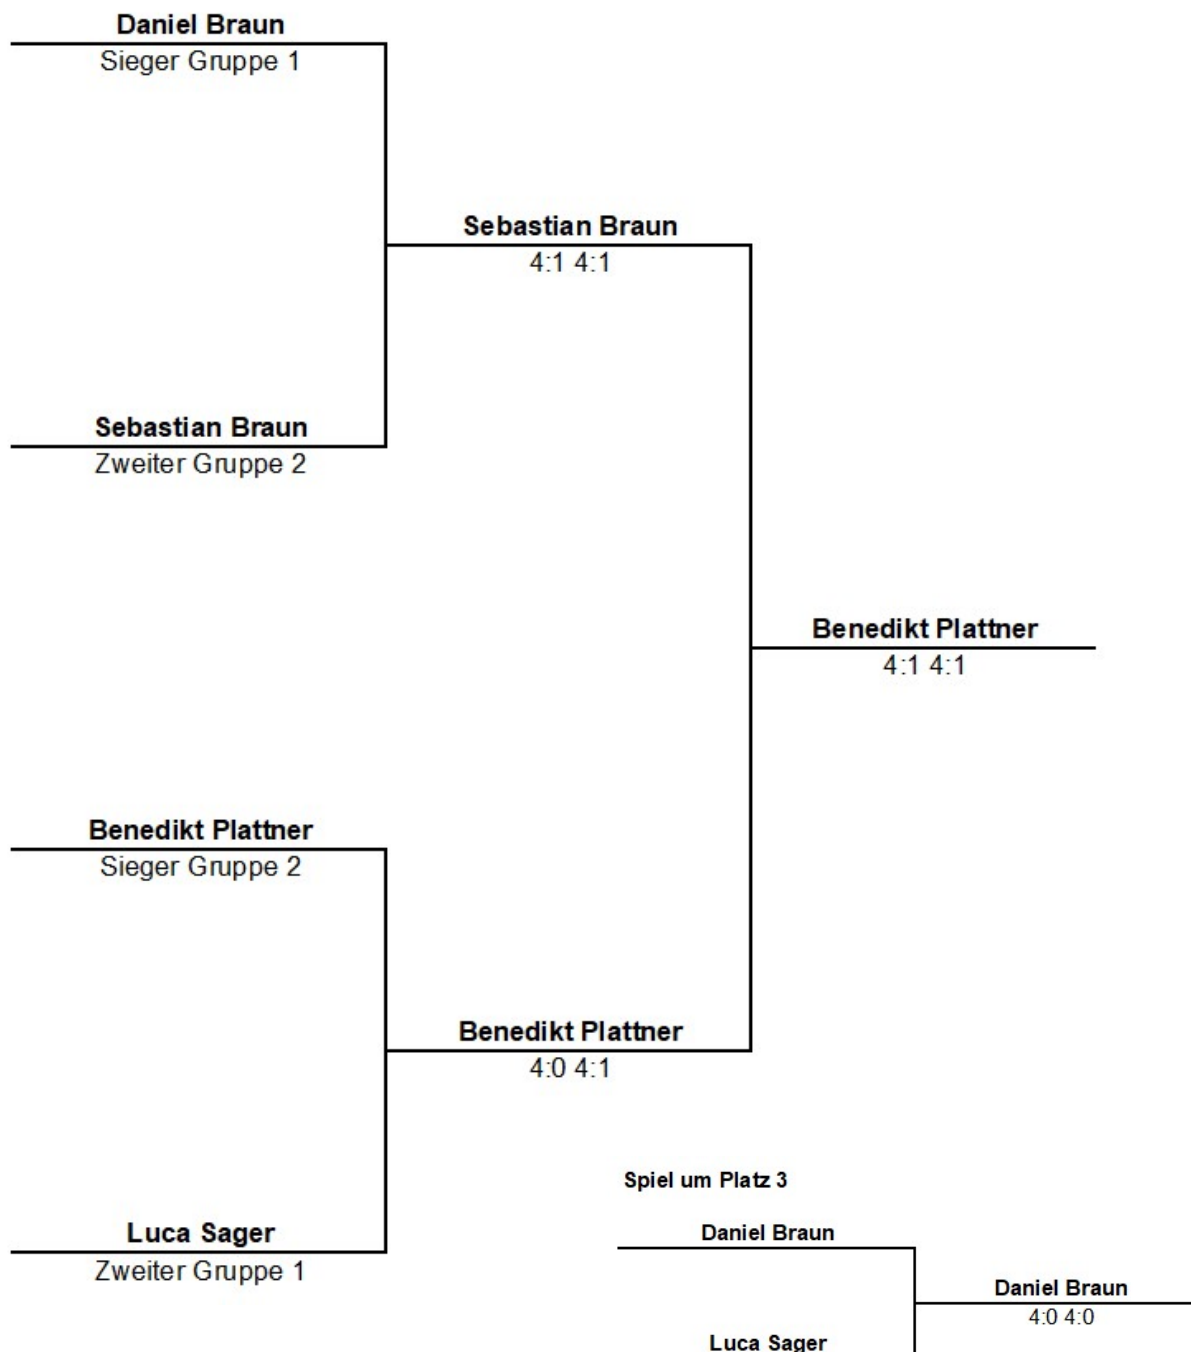 Daniel Braun
Sieger Gruppe 1
Sebastian Braun
4:1 4:1
Sebastian Braun
Zweiter Gruppe 2
Benedikt Plattner
4:1 4:1
Benedikt Plattner
Sieger Gruppe 2
Benedikt Plattner
4:0 4:1
Luca Sager
Zweiter Gruppe 1
Spiel um Platz 3
Daniel Braun
Daniel Braun
4:0 4:0
Luca Sager